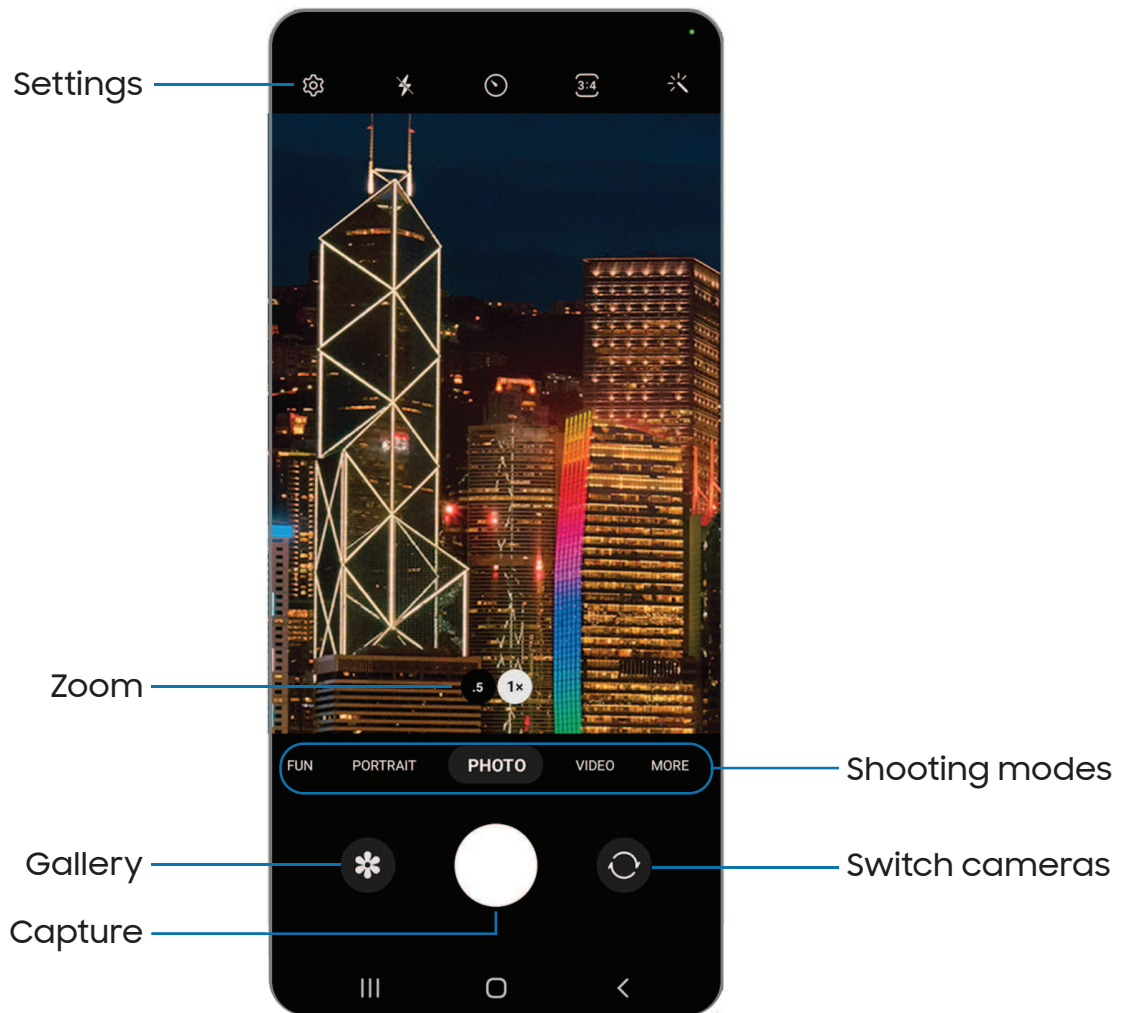 Settings
3:4
Zoom
.5 1×
FUN PORTRAIT PHOTO VIDEO MORE
Shooting modes
Gallery
Switch cameras
Capture